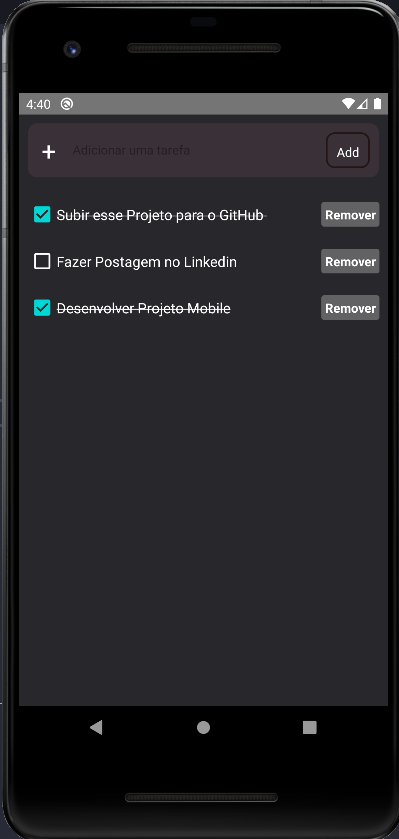 4:40
Adicionar uma tarefa
Add
Subir esse Projeto para o GitHub
Remover
Fazer Postagem no Linkedin
Remover
Desenvolver Projeto Mobile
Remover